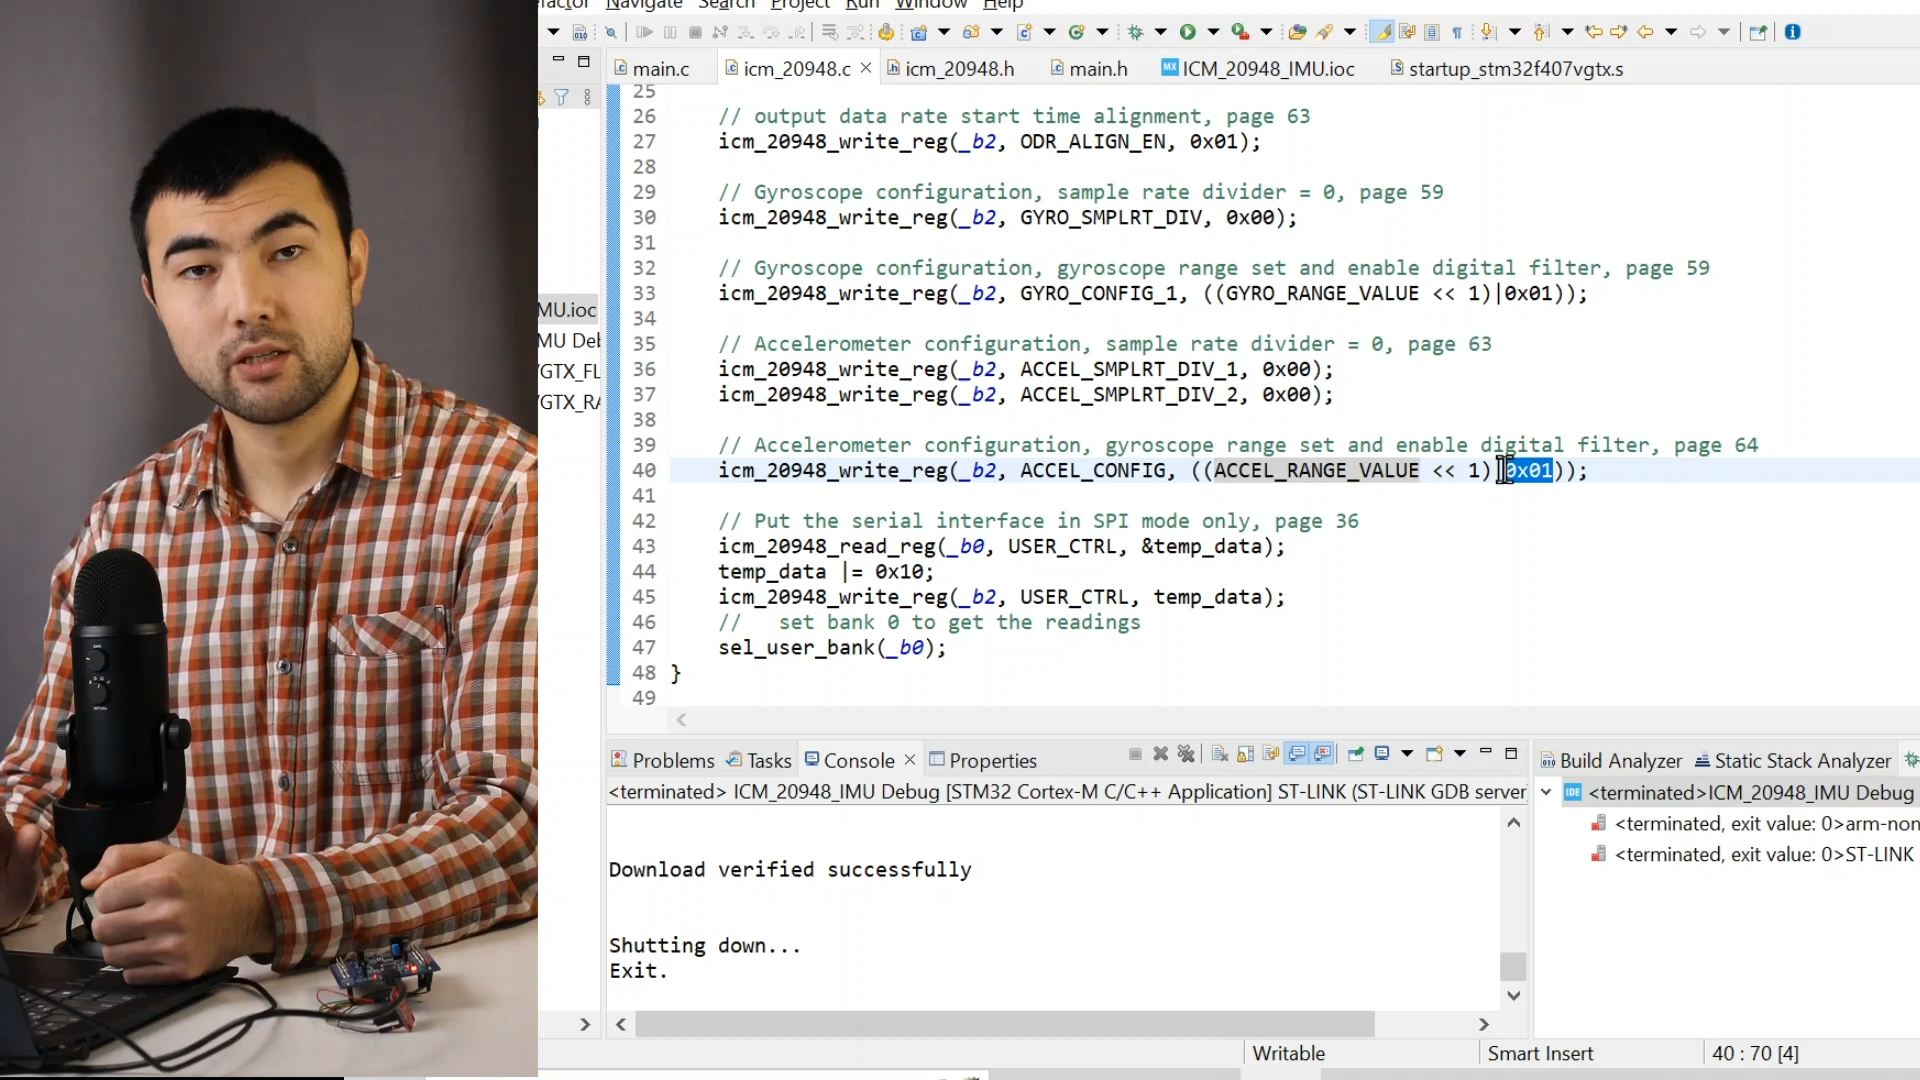 efactor Navigate Search Project Run Window Help
main.c icm_20948.c icm_20948.h main.h ICM_20948_IMU.ioc startup_stm32f407vgtx.s
25
26 // output data rate start time alignment, page 63
27 icm_20948_write_reg(_b2, ODR_ALIGN_EN, 0x01);
28
29 // Gyroscope configuration, sample rate divider = 0, page 59
30 icm_20948_write_reg(_b2, GYRO_SMPLRT_DIV, 0x00);
31
32 // Gyroscope configuration, gyroscope range set and enable digital filter, page 59
33 icm_20948_write_reg(_b2, GYRO_CONFIG_1, ((GYRO_RANGE_VALUE << 1)|0x01));
34
35 // Accelerometer configuration, sample rate divider = 0, page 63
36 icm_20948_write_reg(_b2, ACCEL_SMPLRT_DIV_1, 0x00);
37 icm_20948_write_reg(_b2, ACCEL_SMPLRT_DIV_2, 0x00);
38
39 // Accelerometer configuration, gyroscope range set and enable digital filter, page 64
40 icm_20948_write_reg(_b2, ACCEL_CONFIG, ((ACCEL_RANGE_VALUE << 1)|0x01));
41
42 // Put the serial interface in SPI mode only, page 36
43 icm_20948_read_reg(_b0, USER_CTRL, &temp_data);
44 temp_data |= 0x10;
45 icm_20948_write_reg(_b2, USER_CTRL, temp_data);
46 // set bank 0 to get the readings
47 sel_user_bank(_b0);
48 }
49
MU.ioc
MU Deb
VGTX_FL
VGTX_RA
Problems Tasks Console Properties
<terminated> ICM_20948_IMU Debug [STM32 Cortex-M C/C++ Application] ST-LINK (ST-LINK GDB server
Download verified successfully
Shutting down...
Exit.
Build Analyzer Static Stack Analyzer
IDE <terminated>ICM_20948_IMU Debug
<terminated, exit value: 0>arm-non
<terminated, exit value: 0>ST-LINK
Writable Smart Insert 40 : 70 [4]